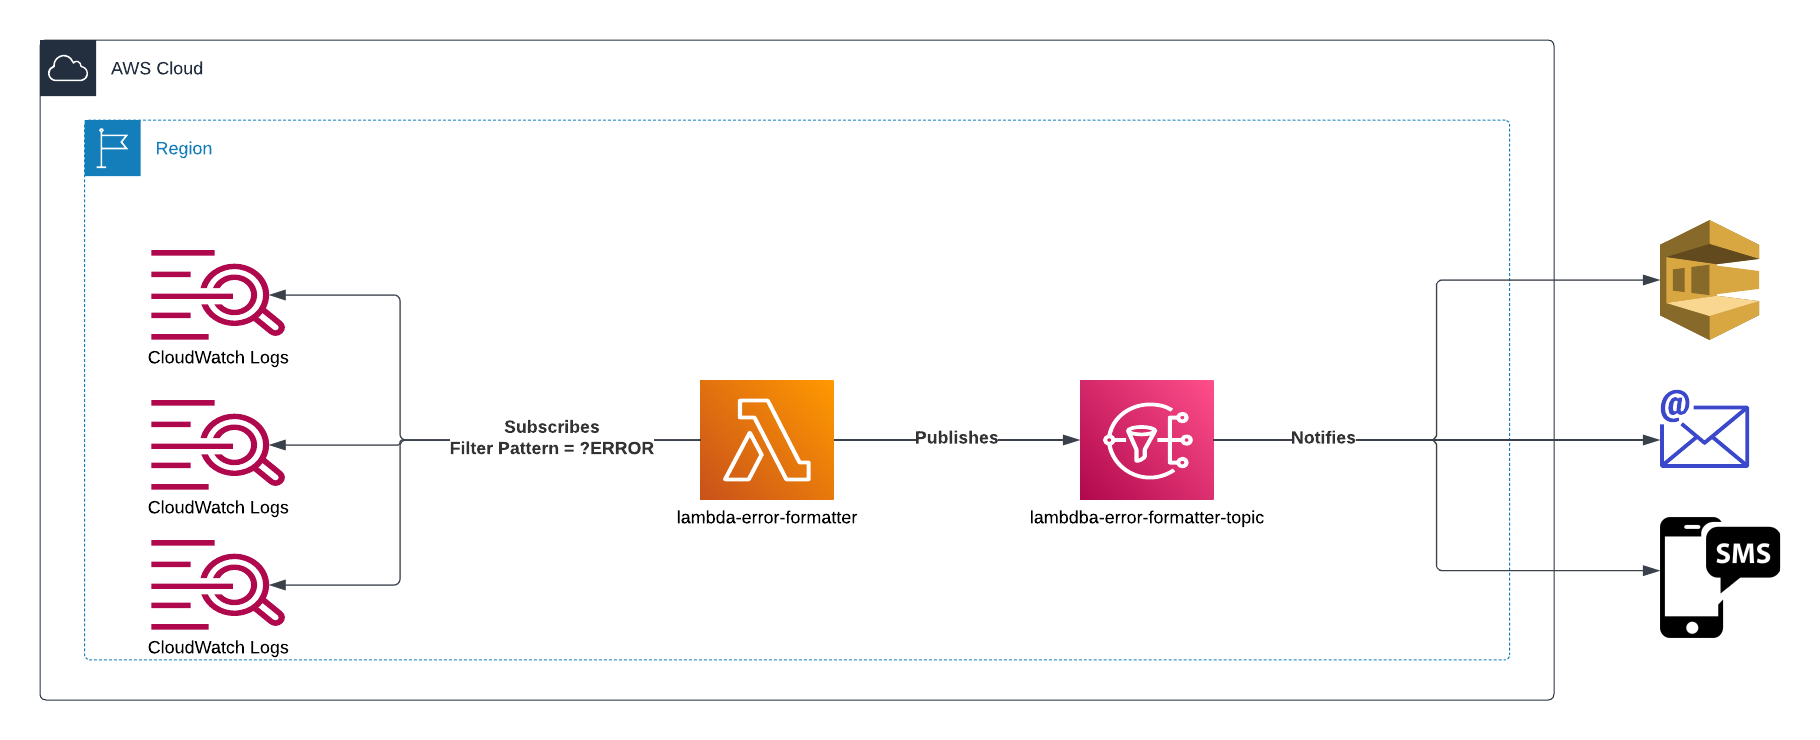 AWS Cloud
Region
CloudWatch Logs
CloudWatch Logs
CloudWatch Logs
Subscribes
Filter Pattern = ?ERROR
lambda-error-formatter
Publishes
lambdba-error-formatter-topic
Notifies
@
SMS